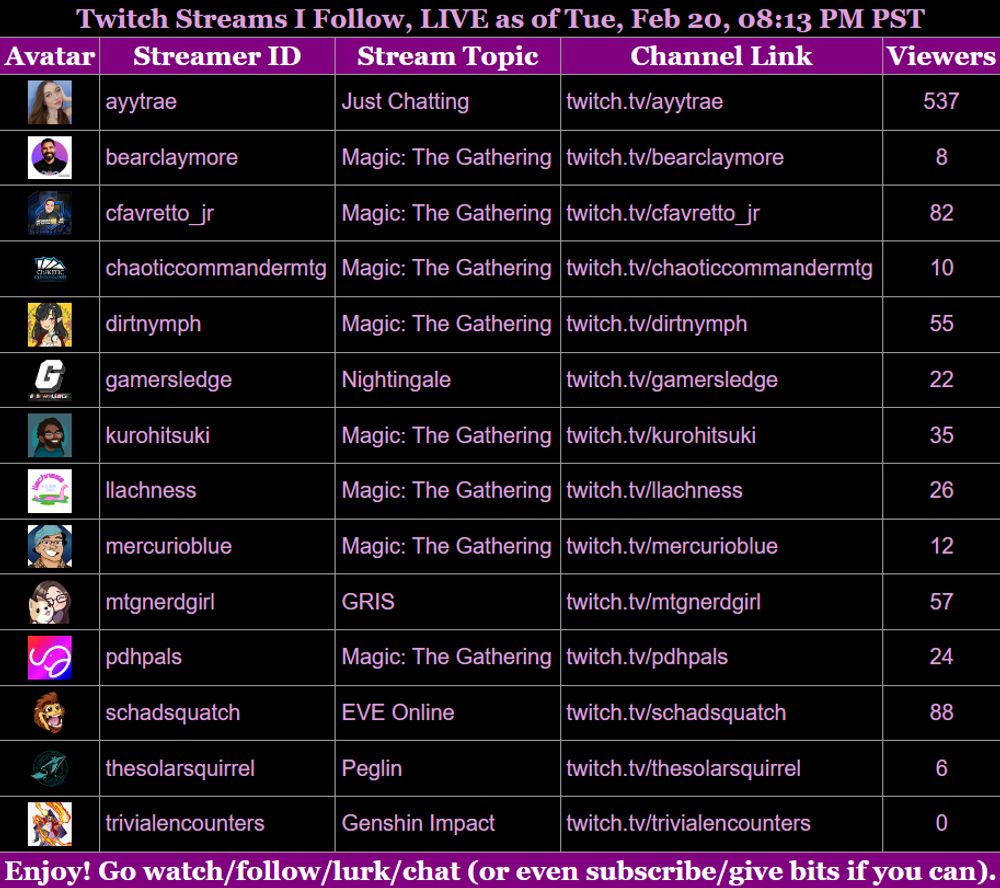 Twitch Streams I Follow, LIVE as of Tue, Feb 20, 08:13 PM PST
Avatar Streamer ID Stream Topic Channel Link Viewers
ayytrae Just Chatting twitch.tv/ayytrae 537
bearclaymore Magic: The Gathering twitch.tv/bearclaymore 8
cfavretto_jr Magic: The Gathering twitch.tv/cfavretto_jr 82
chaoticcommandermtg Magic: The Gathering twitch.tv/chaoticcommandermtg 10
dirtnymph Magic: The Gathering twitch.tv/dirtnymph 55
G gamersledge Nightingale twitch.tv/gamersledge 22
kurohitsuki Magic: The Gathering twitch.tv/kurohitsuki 35
llachness llachness Magic: The Gathering twitch.tv/llachness 26
mercurioblue Magic: The Gathering twitch.tv/mercurioblue 12
mtgnerdgirl GRIS twitch.tv/mtgnerdgirl 57
pdhpals Magic: The Gathering twitch.tv/pdhpals 24
schadsquatch EVE Online twitch.tv/schadsquatch 88
thesolarsquirrel Peglin twitch.tv/thesolarsquirrel 6
trivialencounters Genshin Impact twitch.tv/trivialencounters 0
Enjoy! Go watch/follow/lurk/chat (or even subscribe/give bits if you can).